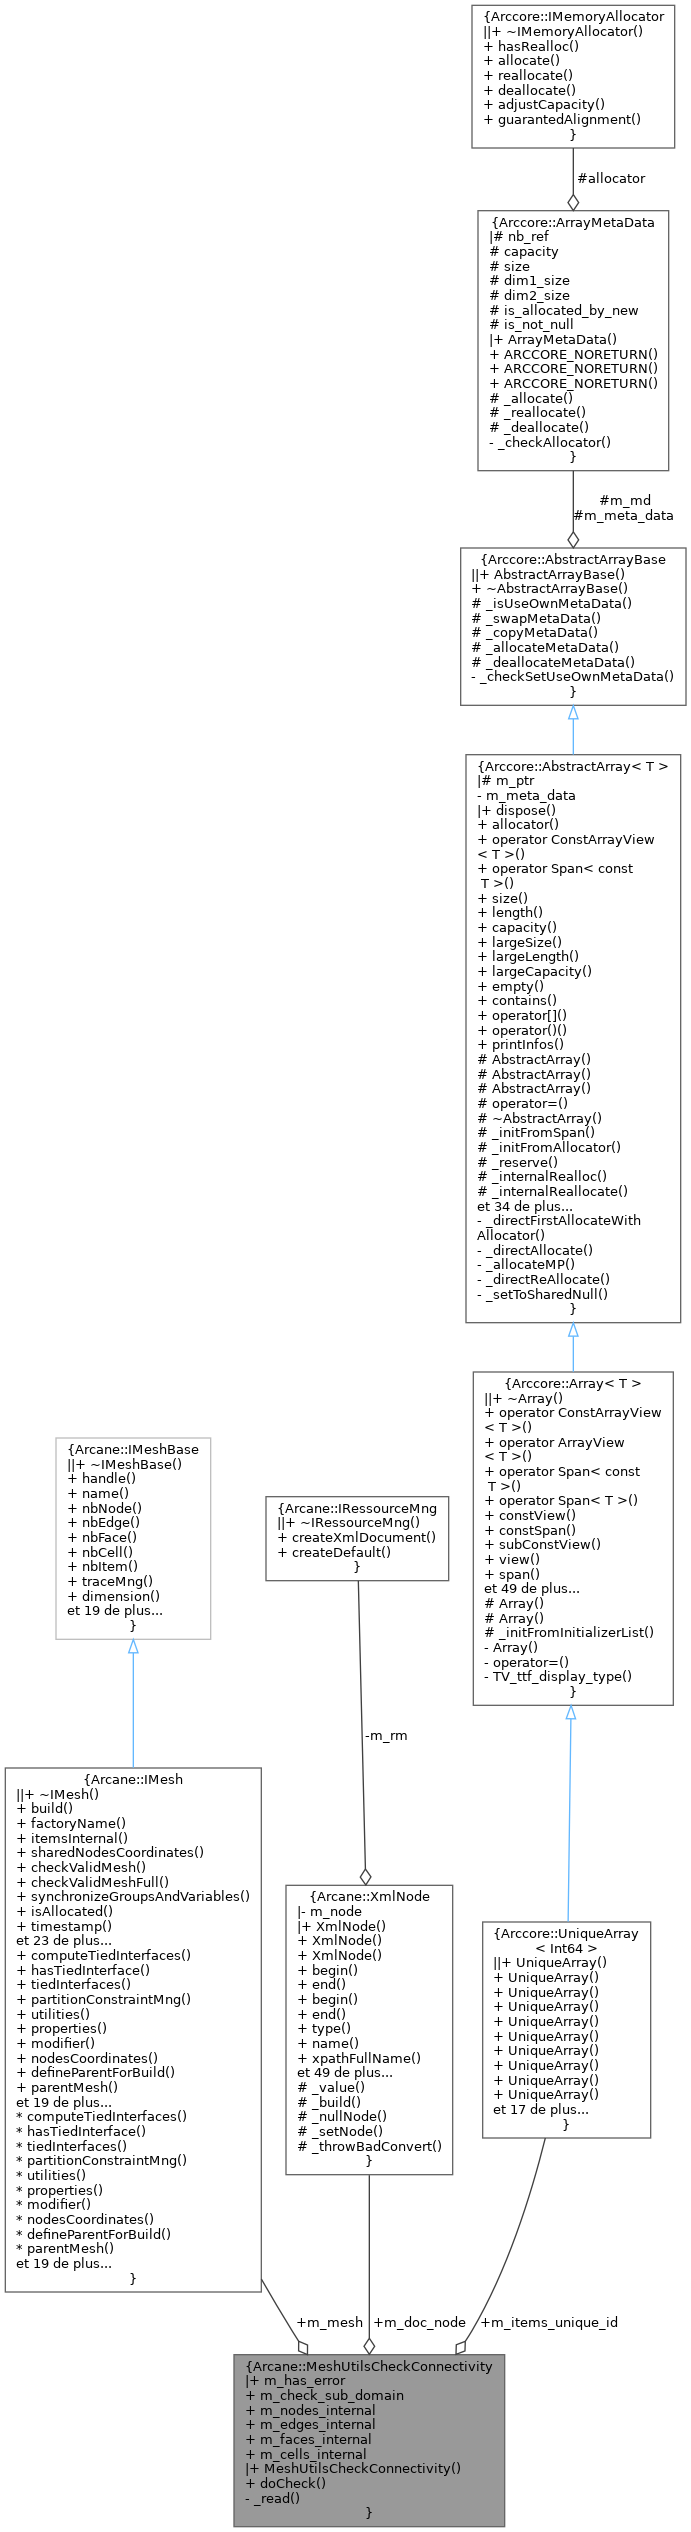 {Arccore::IMemoryAllocator
||+ ~IMemoryAllocator()
+ hasRealloc()
+ allocate()
+ reallocate()
+ deallocate()
+ adjustCapacity()
+ guarantedAlignment()
}
#allocator
{Arccore::ArrayMetaData
|# nb_ref
# capacity
# size
# dim1_size
# dim2_size
# is_allocated_by_new
# is_not_null
|+ ArrayMetaData()
+ ARCCORE_NORETURN()
+ ARCCORE_NORETURN()
+ ARCCORE_NORETURN()
# _allocate()
# _reallocate()
# _deallocate()
- _checkAllocator()
}
#m_md
#m_meta_data
{Arccore::AbstractArrayBase
||+ AbstractArrayBase()
+ ~AbstractArrayBase()
# _isUseOwnMetaData()
# _swapMetaData()
# _copyMetaData()
# _allocateMetaData()
# _deallocateMetaData()
- _checkSetUseOwnMetaData()
}
{Arccore::AbstractArray< T >
|# m_ptr
- m_meta_data
|+ dispose()
+ allocator()
+ operator ConstArrayView
< T >()
+ operator Span< const
T >()
+ size()
+ length()
+ capacity()
+ largeSize()
+ largeLength()
+ largeCapacity()
+ empty()
+ contains()
+ operator[]()
+ operator()()
+ printInfos()
# AbstractArray()
# AbstractArray()
# AbstractArray()
# operator=()
# ~AbstractArray()
# _initFromSpan()
# _initFromAllocator()
# _reserve()
# _internalRealloc()
# _internalReallocate()
et 34 de plus...
- _directFirstAllocateWith
Allocator()
- _directAllocate()
- _allocateMP()
- _directReAllocate()
- _setToSharedNull()
}
{Arccore::Array< T >
||+ ~Array()
+ operator ConstArrayView
< T >()
+ operator ArrayView
< T >()
+ operator Span< const
T >()
+ operator Span< T >()
+ constView()
+ constSpan()
+ subConstView()
+ view()
+ span()
et 49 de plus...
# Array()
# Array()
# _initFromInitializerList()
- Array()
- operator=()
- TV_ttf_display_type()
}
{Arcane::IMeshBase
||+ ~IMeshBase()
+ handle()
+ name()
+ nbNode()
+ nbEdge()
+ nbFace()
+ nbCell()
+ nbItem()
+ traceMng()
+ dimension()
et 19 de plus...
}
{Arcane::IRessourceMng
||+ ~IRessourceMng()
+ createXmlDocument()
+ createDefault()
}
-m_rm
{Arcane::IMesh
||+ ~IMesh()
+ build()
+ factoryName()
+ itemsInternal()
+ sharedNodesCoordinates()
+ checkValidMesh()
+ checkValidMeshFull()
+ synchronizeGroupsAndVariables()
+ isAllocated()
+ timestamp()
et 23 de plus...
+ computeTiedInterfaces()
+ hasTiedInterface()
+ tiedInterfaces()
+ partitionConstraintMng()
+ utilities()
+ properties()
+ modifier()
+ nodesCoordinates()
+ defineParentForBuild()
+ parentMesh()
et 19 de plus...
* computeTiedInterfaces()
* hasTiedInterface()
* tiedInterfaces()
* partitionConstraintMng()
* utilities()
* properties()
* modifier()
* nodesCoordinates()
* defineParentForBuild()
* parentMesh()
et 19 de plus...
}
{Arcane::XmlNode
|- m_node
|+ XmlNode()
+ XmlNode()
+ XmlNode()
+ begin()
+ end()
+ begin()
+ end()
+ type()
+ name()
+ xpathFullName()
et 49 de plus...
# _value()
# _build()
# _nullNode()
# _setNode()
# _throwBadConvert()
}
{Arccore::UniqueArray
< Int64 >
||+ UniqueArray()
+ UniqueArray()
+ UniqueArray()
+ UniqueArray()
+ UniqueArray()
+ UniqueArray()
+ UniqueArray()
+ UniqueArray()
+ UniqueArray()
+ UniqueArray()
et 17 de plus...
}
+m_mesh
+m_doc_node
+m_items_unique_id
{Arcane::MeshUtilsCheckConnectivity
|+ m_has_error
+ m_check_sub_domain
+ m_nodes_internal
+ m_edges_internal
+ m_faces_internal
+ m_cells_internal
|+ MeshUtilsCheckConnectivity()
+ doCheck()
- _read()
}